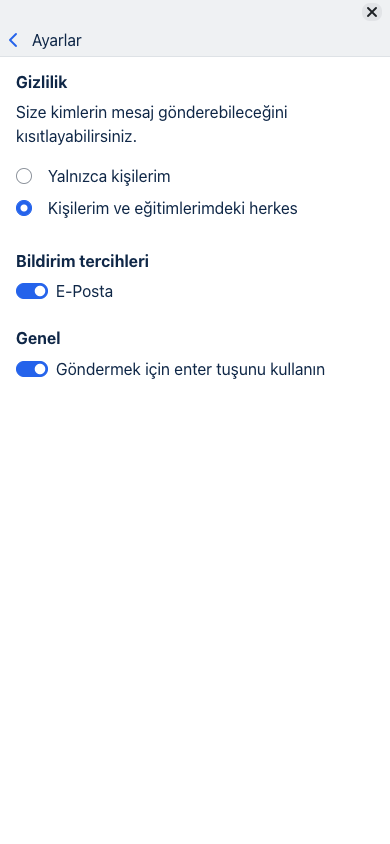 Ayarlar
Gizlilik
Size kimlerin mesaj gönderebileceğini
kısıtlayabilirsiniz.
Yalnızca kişilerim
Kişilerim ve eğitimlerimdeki herkes
Bildirim tercihleri
E-Posta
Genel
Göndermek için enter tuşunu kullanın